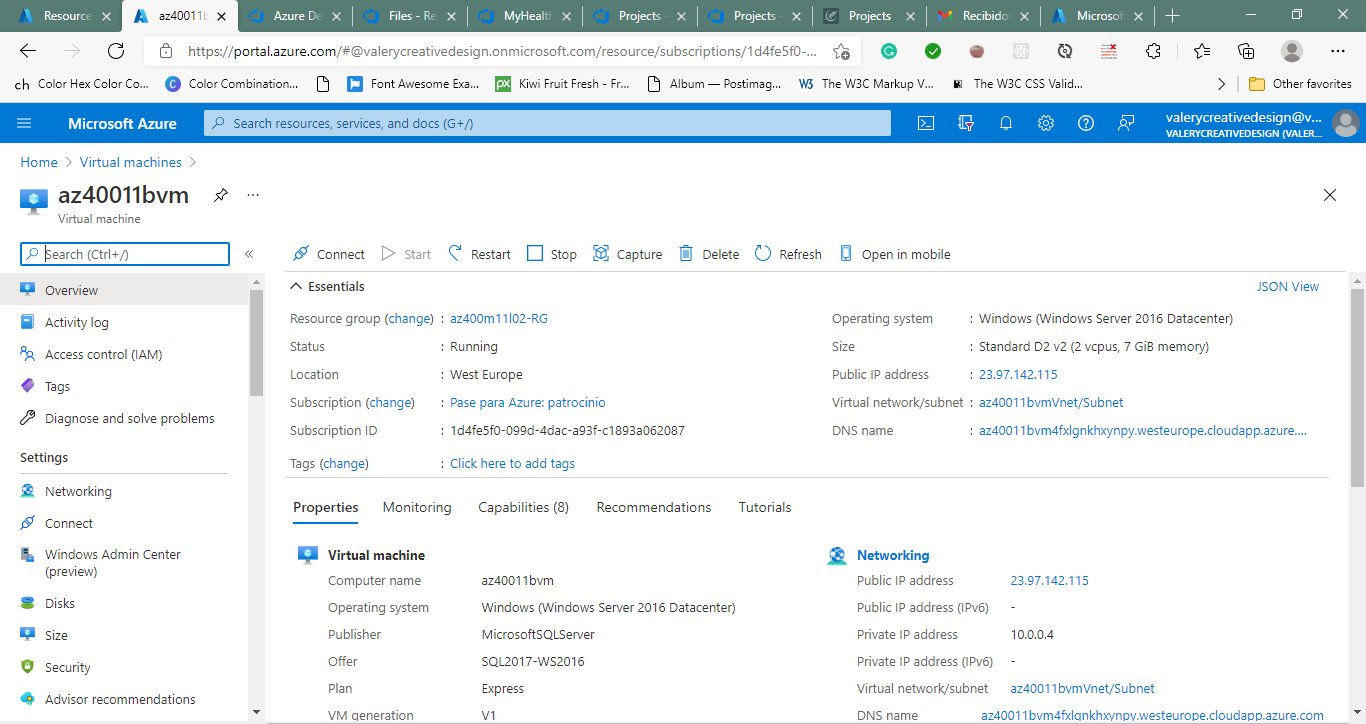 Resource az40011b Azure De Files - Re MyHealth Projects - Projects - Projects Recibidos Microsoft
https://portal.azure.com/#@valerycreativedesign.onmicrosoft.com/resource/subscriptions/1d4fe5f0-...
ch Color Hex Color Co... C Color Combination... Font Awesome Exa... px Kiwi Fruit Fresh - Fr... Album — Postimag... W3 The W3C Markup V... The W3C CSS Valid... Other favorites
Microsoft Azure Search resources, services, and docs (G+/) valerycreativedesign@v...
VALERYCREATIVEDESIGN (VALER...
Home > Virtual machines >
az40011bvm ...
Virtual machine
Search (Ctrl+/) «
Connect Start Restart Stop Capture Delete Refresh Open in mobile
Overview
Activity log
Access control (IAM)
Tags
Diagnose and solve problems
Settings
Networking
Connect
Windows Admin Center
(preview)
Disks
Size
Security
Advisor recommendations
Essentials JSON View
Resource group (change) : az400m11l02-RG
Status : Running
Location : West Europe
Subscription (change) : Pase para Azure: patrocinio
Subscription ID : 1d4fe5f0-099d-4dac-a93f-c1893a062087
Tags (change) : Click here to add tags
Operating system : Windows (Windows Server 2016 Datacenter)
Size : Standard D2 v2 (2 vcpus, 7 GiB memory)
Public IP address : 23.97.142.115
Virtual network/subnet : az40011bvmVnet/Subnet
DNS name : az40011bvm4fxlgnkhxynpy.westeurope.cloudapp.azure....
Properties Monitoring Capabilities (8) Recommendations Tutorials
Virtual machine
Computer name az40011bvm
Operating system Windows (Windows Server 2016 Datacenter)
Publisher MicrosoftSQLServer
Offer SQL2017-WS2016
Plan Express
VM generation V1
Networking
Public IP address 23.97.142.115
Public IP address (IPv6) -
Private IP address 10.0.0.4
Private IP address (IPv6) -
Virtual network/subnet az40011bvmVnet/Subnet
DNS name az40011bvm4fxlgnkhxynpy.westeurope.cloudapp.azure.com